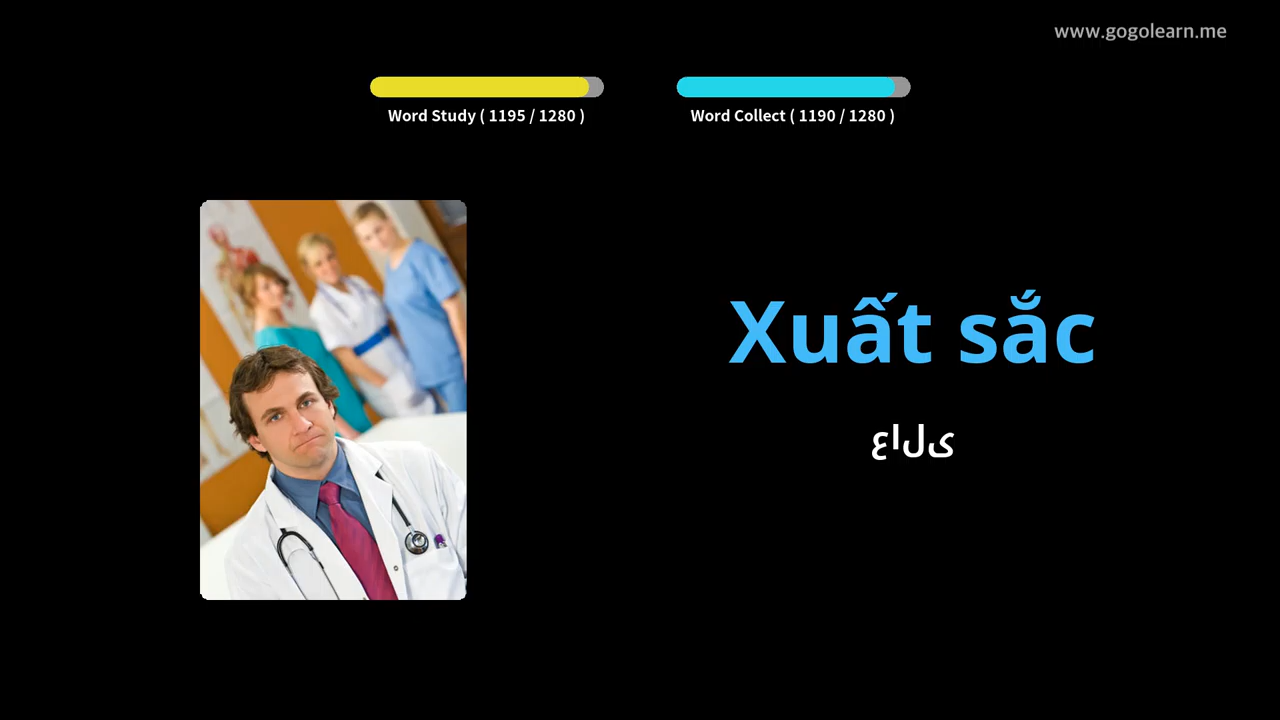 www.gogolearn.me
Word Study ( 1195 / 1280 )
Word Collect ( 1190 / 1280 )
Xuất sắc
عالی